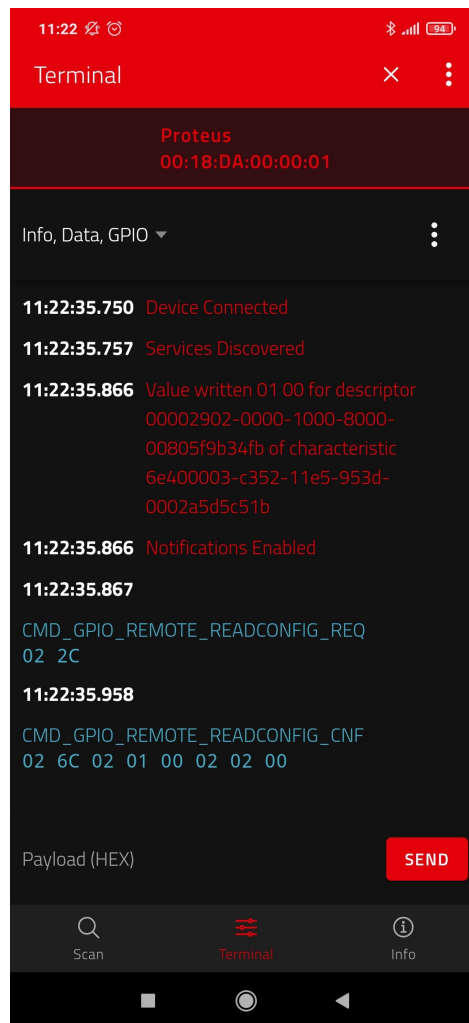 11:22
94
Terminal
Proteus
00:18:DA:00:00:01
Info, Data, GPIO
11:22:35.750 Device Connected
11:22:35.757 Services Discovered
11:22:35.866 Value written 01 00 for descriptor
00002902-0000-1000-8000-
00805f9b34fb of characteristic
6e400003-c352-11e5-953d-
0002a5d5c51b
11:22:35.866 Notifications Enabled
11:22:35.867
CMD_GPIO_REMOTE_READCONFIG_REQ
02 2C
11:22:35.958
CMD_GPIO_REMOTE_READCONFIG_CNF
02 6C 02 01 00 02 02 00
Payload (HEX)
SEND
Scan
Terminal
Info